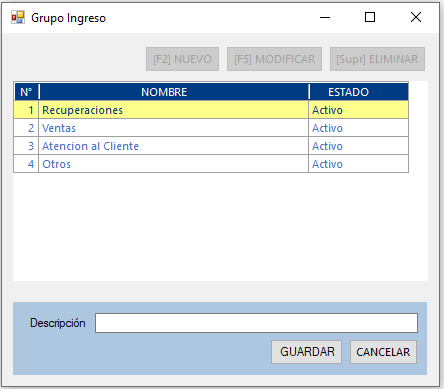 Grupo Ingreso
[F2] NUEVO [F5] MODIFICAR [Supr] ELIMINAR
N° NOMBRE ESTADO
1 Recuperaciones Activo
2 Ventas Activo
3 Atencion al Cliente Activo
4 Otros Activo
Descripción
GUARDAR CANCELAR